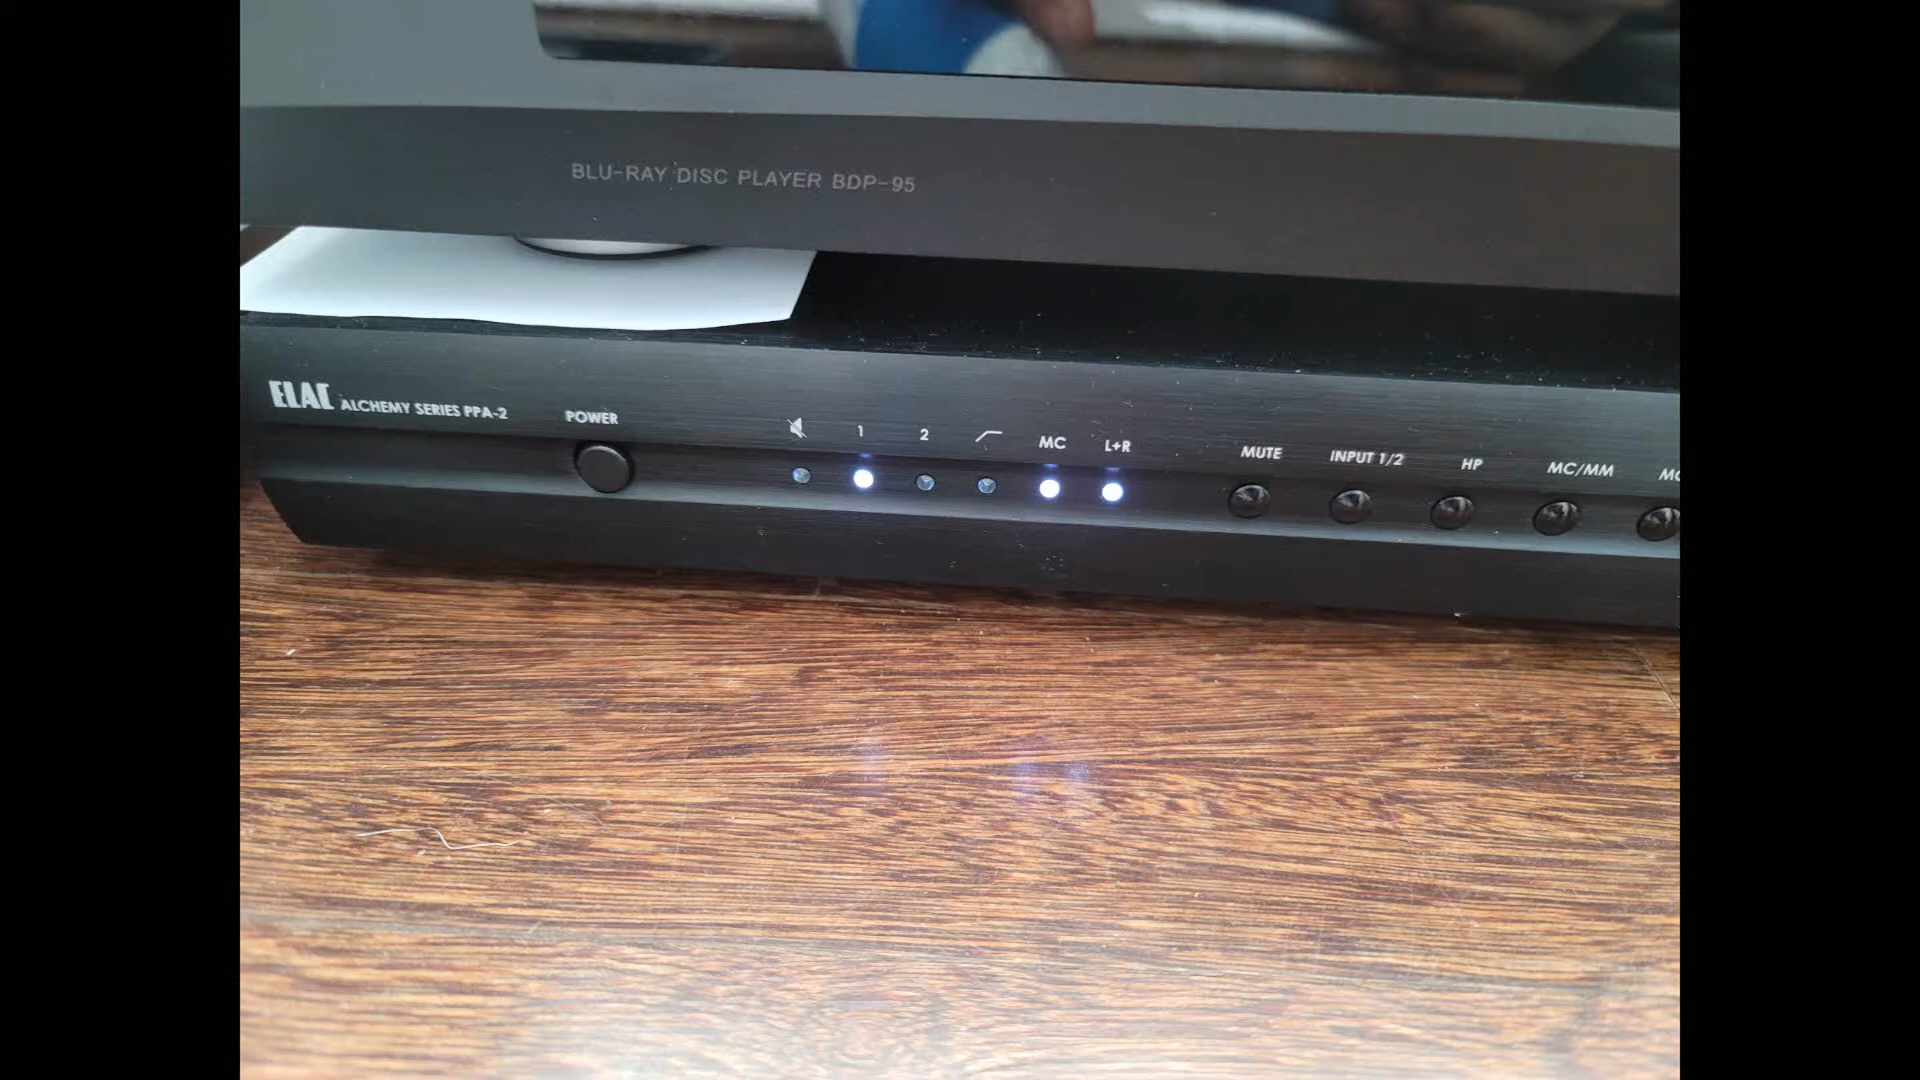 BLU-RAY DISC PLAYER BDP-95
ELAC ALCHEMY SERIES PPA-2
POWER
1
2
MC
L+R
MUTE
INPUT 1/2
HP
MC/MM